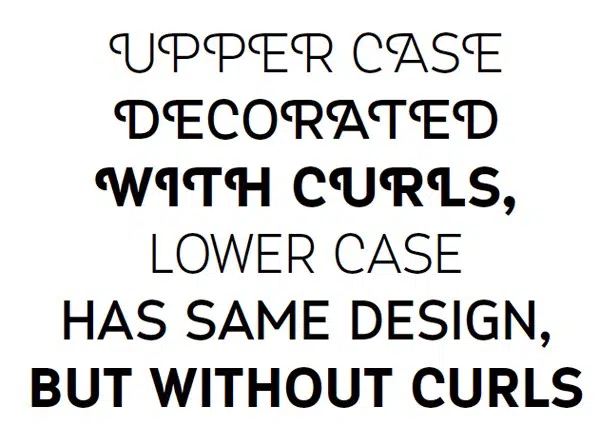 UPPER CASE
DECORATED
WITH CURLS,
LOWER CASE
HAS SAME DESIGN,
BUT WITHOUT CURLS